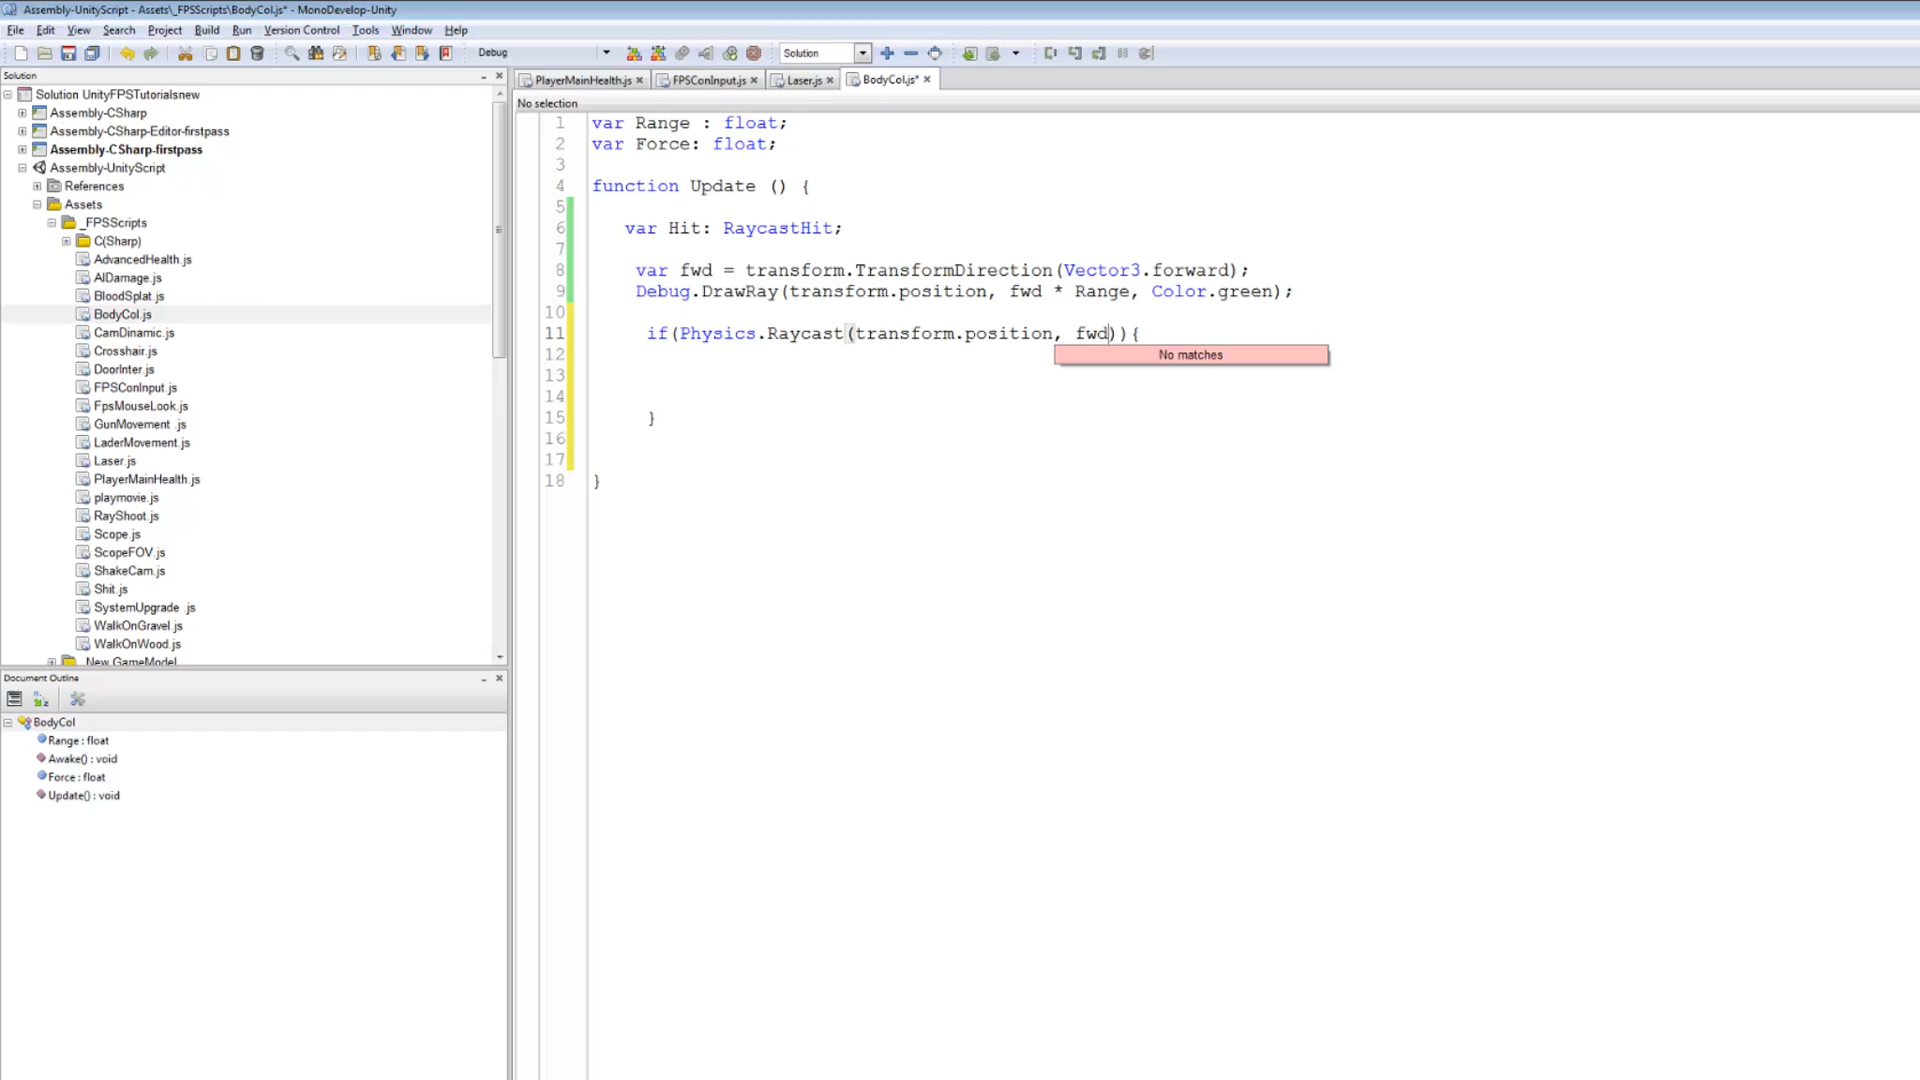 Assembly-UnityScript - Assets\_FPSScripts\BodyCol.js* - MonoDevelop-Unity
File Edit View Search Project Build Run Version Control Tools Window Help
Debug
Solution
Solution
Solution UnityFPSTutorialsnew
Assembly-CSharp
Assembly-CSharp-Editor-firstpass
Assembly-CSharp-firstpass
Assembly-UnityScript
References
Assets
_FPSScripts
C(Sharp)
AdvancedHealth.js
AIDamage.js
BloodSplat.js
BodyCol.js
CamDinamic.js
Crosshair.js
DoorInter.js
FPSConInput.js
FpsMouseLook.js
GunMovement .js
LaderMovement.js
Laser.js
PlayerMainHealth.js
playmovie.js
RayShoot.js
Scope.js
ScopeFOV.js
ShakeCam.js
Shit.js
SystemUpgrade .js
WalkOnGravel.js
WalkOnWood.js
New GameModel
Document Outline
BodyCol
Range : float
Awake() : void
Force : float
Update() : void
PlayerMainHealth.js FPSConInput.js Laser.js BodyCol.js*
No selection
1 var Range : float;
2 var Force: float;
3
4 function Update () {
5
6 var Hit: RaycastHit;
7
8 var fwd = transform.TransformDirection(Vector3.forward);
9 Debug.DrawRay(transform.position, fwd * Range, Color.green);
10
11 if(Physics.Raycast(transform.position, fwd)){
12
No matches
13
14
15 }
16
17
18 }